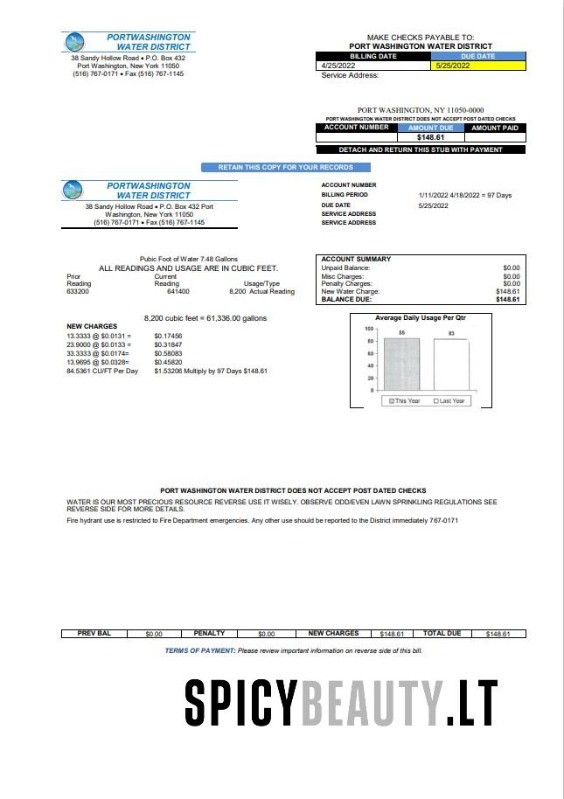 PORTWASHINGTON
WATER DISTRICT
38 Sandy Hollow Road • P.O. Box 432
Port Washington, New York 11050
(516) 767-0171 • Fax (516) 767-1145
MAKE CHECKS PAYABLE TO:
PORT WASHINGTON WATER DISTRICT
BILLING DATE DUE DATE
4/25/2022 5/25/2022
Service Address:
PORT WASHINGTON, NY 11050-0000
PORT WASHINGTON WATER DISTRICT DOES NOT ACCEPT POST DATED CHECKS
ACCOUNT NUMBER AMOUNT DUE AMOUNT PAID
$148.61
DETACH AND RETURN THIS STUB WITH PAYMENT
RETAIN THIS COPY FOR YOUR RECORDS
PORTWASHINGTON
WATER DISTRICT
38 Sandy Hollow Road • P.O. Box 432 Port
Washington, New York 11050
(516) 767-0171 • Fax (516) 767-1145
ACCOUNT NUMBER
BILLING PERIOD 1/11/2022 4/18/2022 = 97 Days
DUE DATE 5/25/2022
SERVICE ADDRESS
SERVICE ADDRESS
Pubic Foot of Water 7.48 Gallons
ALL READINGS AND USAGE ARE IN CUBIC FEET.
Prior Current
Reading Reading Usage/Type
633200 641400 8,200 Actual Reading
ACCOUNT SUMMARY
Unpaid Balance: $0.00
Misc Charges: $0.00
Penalty Charges: $0.00
New Water Charge: $148.61
BALANCE DUE: $148.61
8,200 cubic feet = 61,336.00 gallons
NEW CHARGES
13.3333 @ $0.0131 = $0.17456
23.9000 @ $0.0133 = $0.31847
33.3333 @ $0.0174= $0.58083
13.9695 @ $0.0328= $0.45820
84.5361 CU/FT Per Day $1.53206 Multiply by 97 Days $148.61
Average Daily Usage Per Qtr
100
80
60
40
20
0
85 83
This Year Last Year
PORT WASHINGTON WATER DISTRICT DOES NOT ACCEPT POST DATED CHECKS
WATER IS OUR MOST PRECIOUS RESOURCE REVERSE USE IT WISELY. OBSERVE ODD/EVEN LAWN SPRINKLING REGULATIONS SEE
REVERSE SIDE FOR MORE DETAILS.
Fire hydrant use is restricted to Fire Department emergencies. Any other use should be reported to the District immediately 767-0171
PREV BAL $0.00 PENALTY $0.00 NEW CHARGES $148.61 TOTAL DUE $148.61
TERMS OF PAYMENT: Please review important information on reverse side of this bill.
SPICYBEAUTY.LT